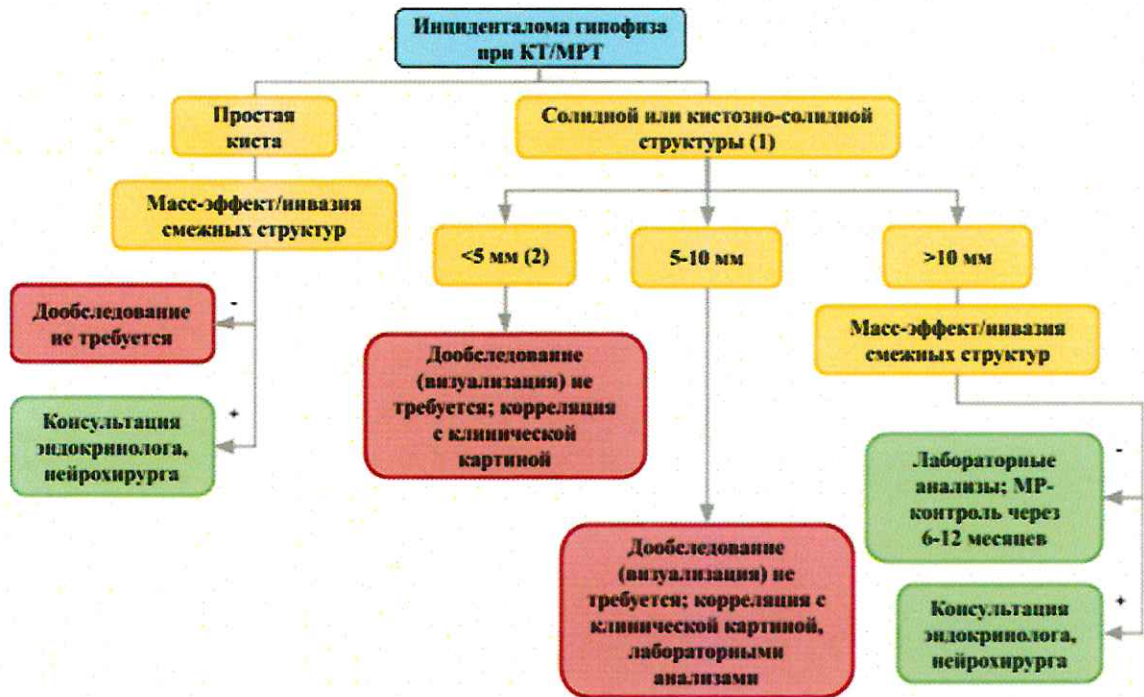 Инциденталома гипофиза
при КТ/МРТ
Простая
киста
Солидной или кистозно-солидной
структуры (1)
Масс-эффект/инвазия
смежных структур
<5 мм (2)
5-10 мм
>10 мм
-
Дообследование
не требуется
+
Консультация
эндокринолога,
нейрохирурга
Дообследование
(визуализация) не
требуется; корреляция
с клинической
картиной
Дообследование
(визуализация) не
требуется; корреляция с
клинической картиной,
лабораторными
анализами
Масс-эффект/инвазия
смежных структур
-
Лабораторные
анализы; МР-
контроль через
6-12 месяцев
+
Консультация
эндокринолога,
нейрохирурга